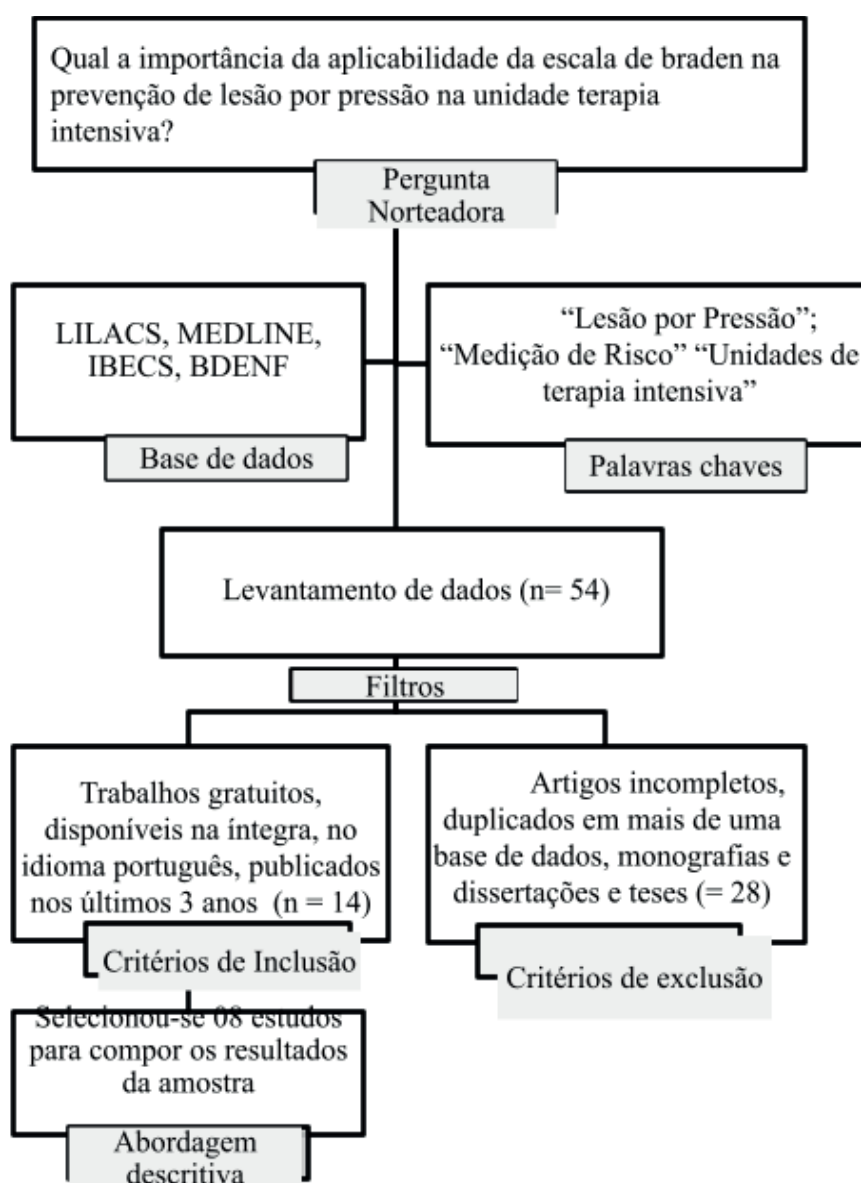 Qual a importância da aplicabilidade da escala de braden na
prevenção de lesão por pressão na unidade terapia
intensiva?
Pergunta
Norteadora
LILACS, MEDLINE,
IBECS, BDENF
Base de dados
“Lesão por Pressão”;
“Medição de Risco” “Unidades de
terapia intensiva”
Palavras chaves
Levantamento de dados (n= 54)
Filtros
Trabalhos gratuitos,
disponíveis na íntegra, no
idioma português, publicados
nos últimos 3 anos (n = 14)
Critérios de Inclusão
Artigos incompletos,
duplicados em mais de uma
base de dados, monografias e
dissertações e teses (= 28)
Critérios de exclusão
Selecionou-se 08 estudos
para compor os resultados
da amostra
Abordagem
descritiva